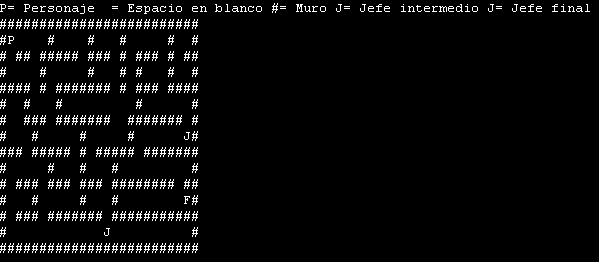 P= Personaje  = Espacio en blanco #= Muro J= Jefe intermedio J= Jefe final
#########################
#P    #    #   #     #  #
# ## ##### ### # ### # ##
#    #     #   # #   #  #
#### # ####### # ### ####
#  #   #         #      #
#  ### #######  ####### #
#   #     #     #      J#
### ##### # ##### #######
#     #   #   #         #
# ### ### ### ######## ##
#   #     #   #        F#
# ### ####### ###########
#            J          #
#########################